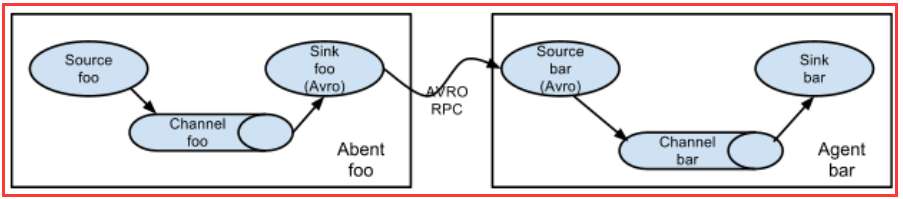 Source
foo
Channel
foo
Sink
foo
(Avro)
Abent
foo
AVRO
RPC
Source
bar
(Avro)
Channel
bar
Sink
bar
Agent
bar